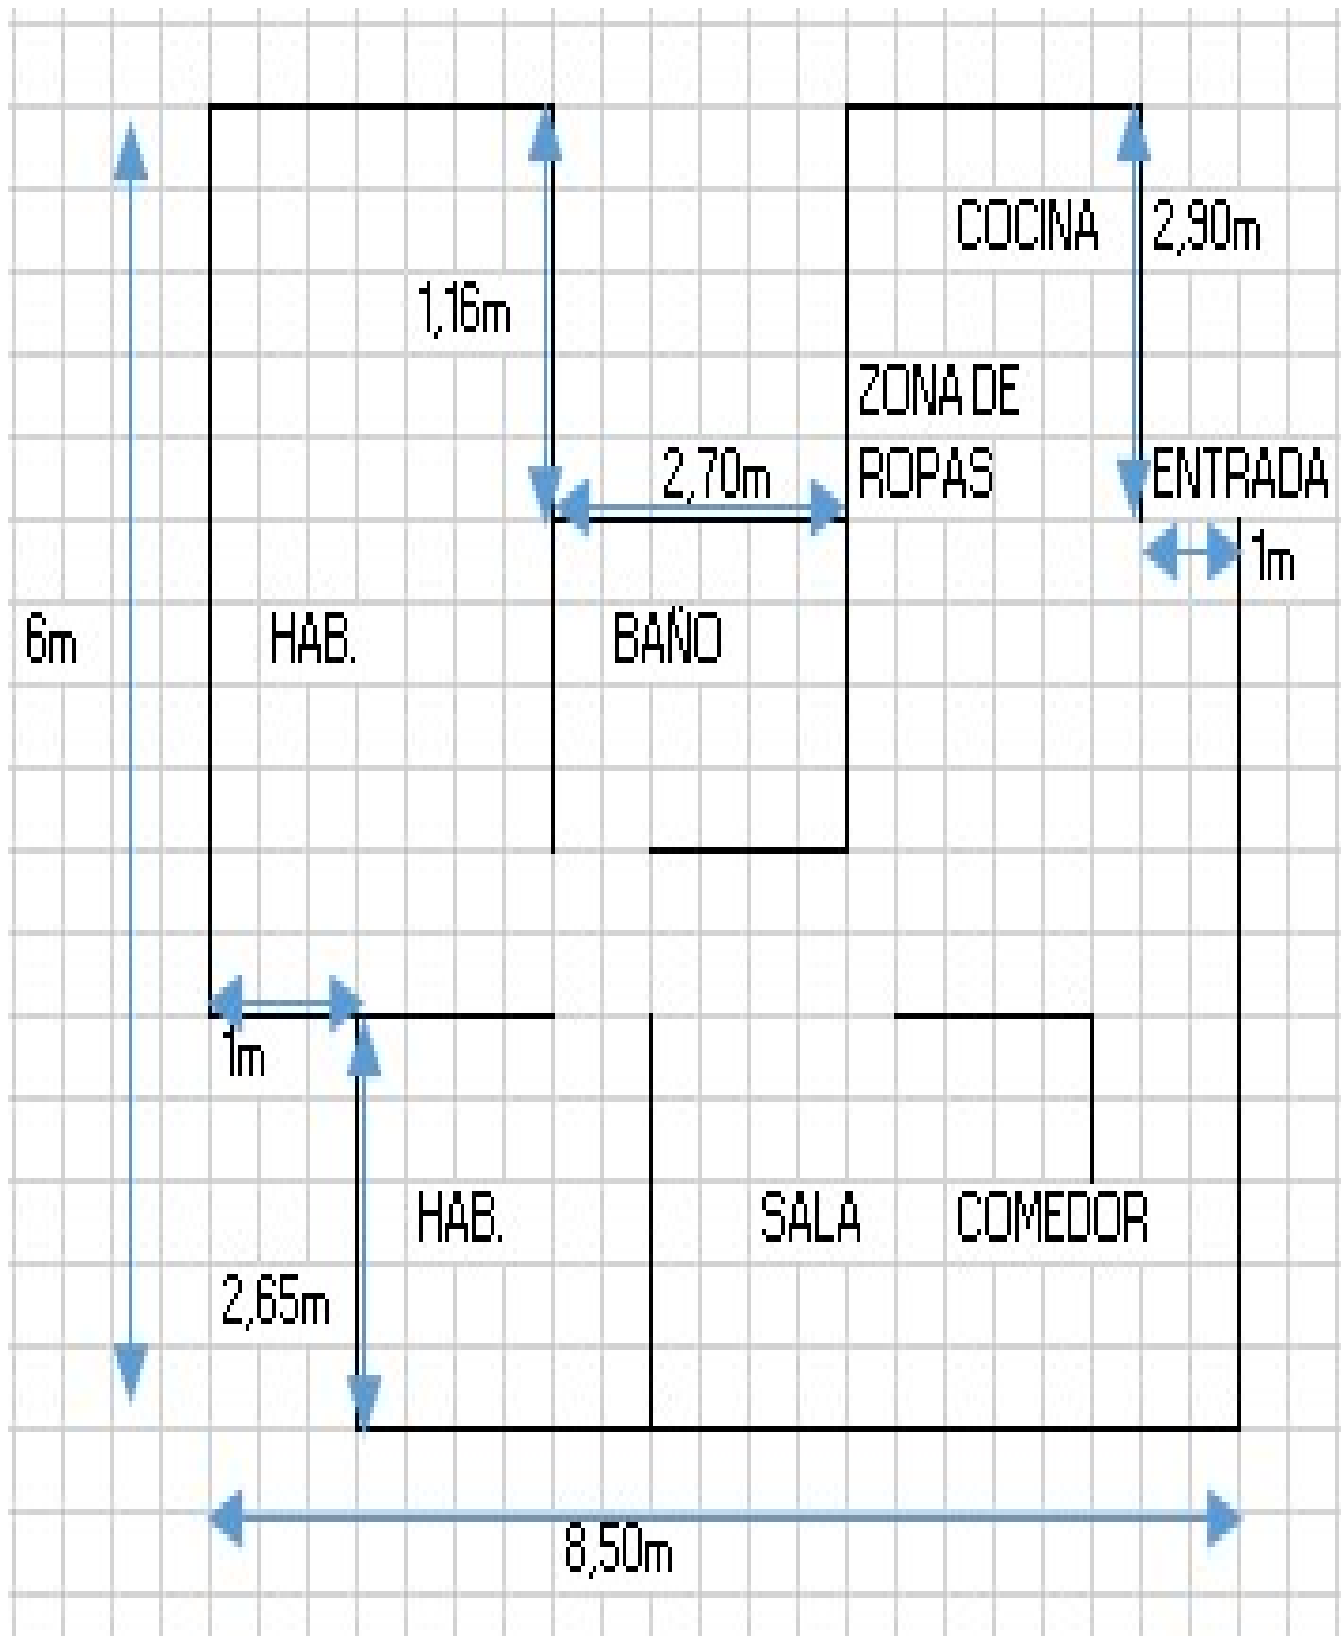 COCINA
2,90m
1,16m
ZONA DE
ROPAS
2,70m
ENTRADA
1m
6m
HAB.
BAÑO
1m
HAB.
SALA
COMEDOR
2,65m
8,50m